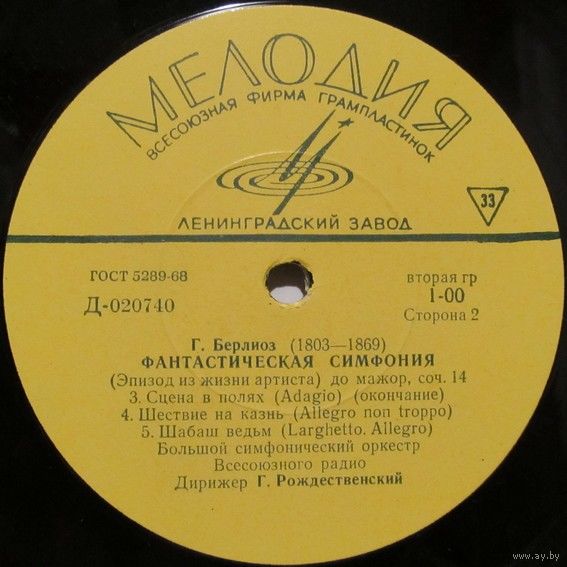 МЕЛОДИЯ
ВСЕСОЮЗНАЯ ФИРМА ГРАМПЛАСТИНОК
33
ЛЕНИНГРАДСКИЙ ЗАВОД
ГОСТ 5289-68
вторая гр
Д-020740
1-00
Сторона 2
Г. Берлиоз (1803—1869)
ФАНТАСТИЧЕСКАЯ СИМФОНИЯ
(Эпизод из жизни артиста) до мажор, соч. 14
3. Сцена в полях (Adagio) (окончание)
4. Шествие на казнь (Allegro non troppo)
5. Шабаш ведьм (Larghetto. Allegro)
Большой симфонический оркестр
Всесоюзного радио
Дирижер Г. Рождественский
www.ay.by